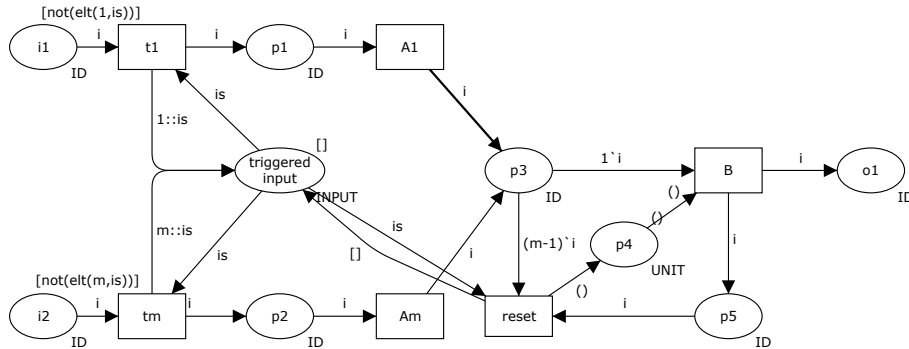 [not(elt(1,is))]
i1
i
t1
i
p1
i
A1
ID
ID
is
i
1::is
[]
triggered
input
INPUT
p3
ID
1`i
B
i
o1
ID
()
()
m::is
is
is
[]
i
(m-1)`i
p4
UNIT
i
()
[not(elt(m,is))]
i2
i
tm
i
p2
i
Am
reset
i
p5
ID
ID
ID